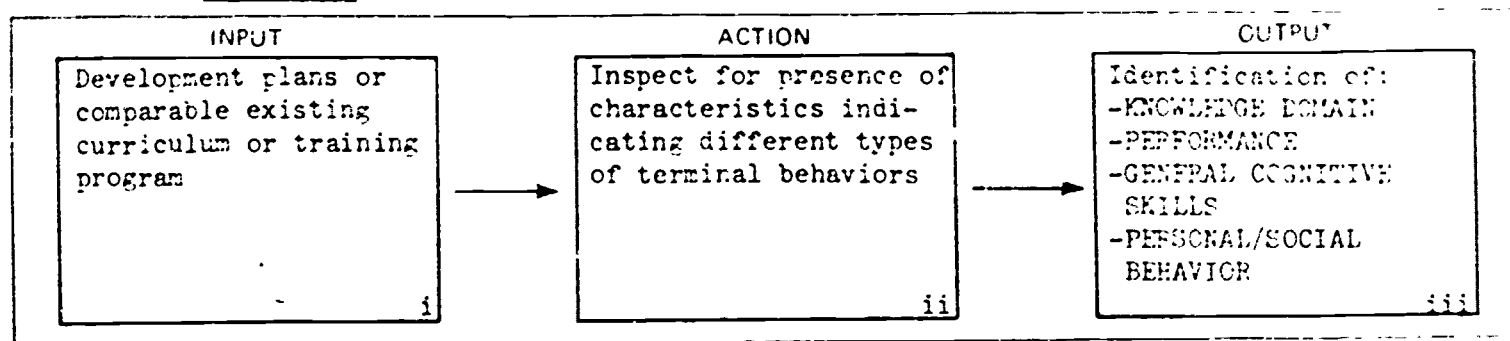 INPUT
Development plans or
comparable existing
curriculum or training
program
i
ACTION
Inspect for presence of
characteristics indi-
cating different types
of terminal behaviors
ii
OUTPUT
Identification of:
-KNOWLEDGE DOMAIN
-PERFORMANCE
-GENERAL COGNITIVE
SKILLS
-PERSONAL/SOCIAL
BEHAVIOR
iii